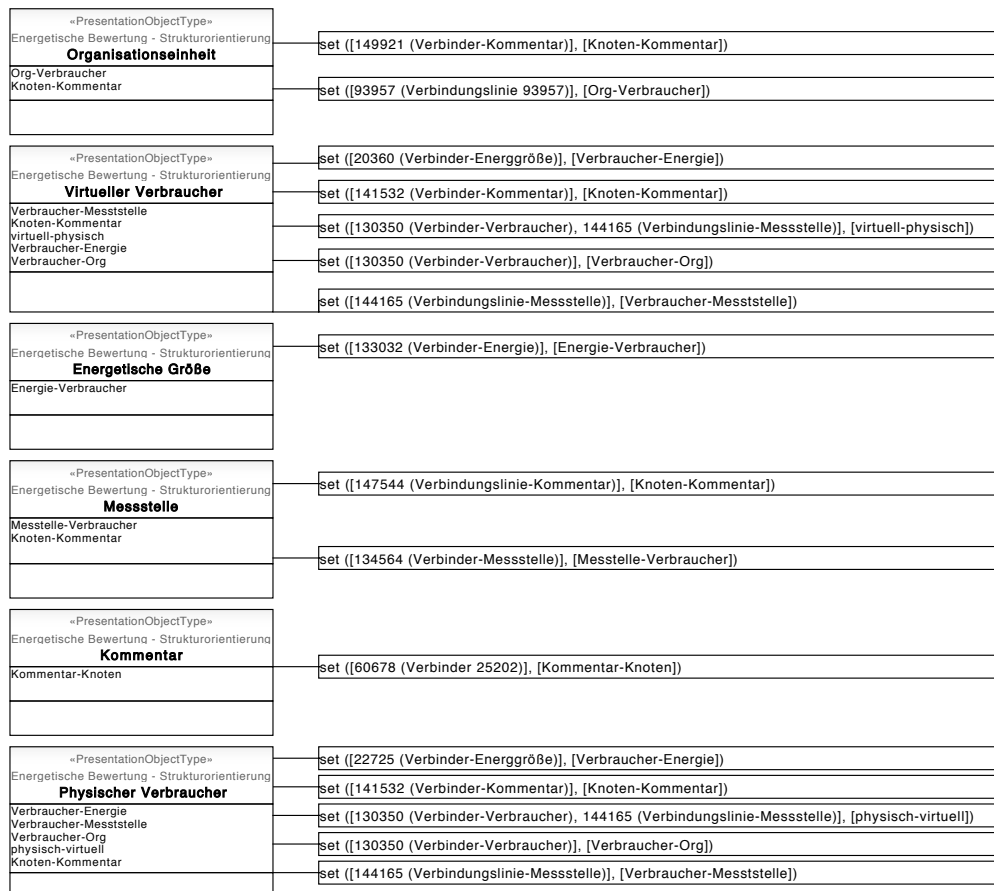 «PresentationObjectType»
Energetische Bewertung - Strukturorientierung
Organisationseinheit
Org-Verbraucher
Knoten-Kommentar
set ([149921 (Verbinder-Kommentar)], [Knoten-Kommentar])
set ([93957 (Verbindungslinie 93957)], [Org-Verbraucher])
«PresentationObjectType»
Energetische Bewertung - Strukturorientierung
Virtueller Verbraucher
Verbraucher-Mesststelle
Knoten-Kommentar
virtuell-physisch
Verbraucher-Energie
Verbraucher-Org
set ([20360 (Verbinder-Energgröße)], [Verbraucher-Energie])
set ([141532 (Verbinder-Kommentar)], [Knoten-Kommentar])
set ([130350 (Verbinder-Verbraucher), 144165 (Verbindungslinie-Messstelle)], [virtuell-physisch])
set ([130350 (Verbinder-Verbraucher)], [Verbraucher-Org])
set ([144165 (Verbindungslinie-Messstelle)], [Verbraucher-Mesststelle])
«PresentationObjectType»
Energetische Bewertung - Strukturorientierung
Energetische Größe
Energie-Verbraucher
set ([133032 (Verbinder-Energie)], [Energie-Verbraucher])
«PresentationObjectType»
Energetische Bewertung - Strukturorientierung
Messstelle
Messtelle-Verbraucher
Knoten-Kommentar
set ([147544 (Verbindungslinie-Kommentar)], [Knoten-Kommentar])
set ([134564 (Verbinder-Messstelle)], [Messtelle-Verbraucher])
«PresentationObjectType»
Energetische Bewertung - Strukturorientierung
Kommentar
Kommentar-Knoten
set ([60678 (Verbinder 25202)], [Kommentar-Knoten])
«PresentationObjectType»
Energetische Bewertung - Strukturorientierung
Physischer Verbraucher
Verbraucher-Energie
Verbraucher-Mesststelle
Verbraucher-Org
physisch-virtuell
Knoten-Kommentar
set ([22725 (Verbinder-Energgröße)], [Verbraucher-Energie])
set ([141532 (Verbinder-Kommentar)], [Knoten-Kommentar])
set ([130350 (Verbinder-Verbraucher), 144165 (Verbindungslinie-Messstelle)], [physisch-virtuell])
set ([130350 (Verbinder-Verbraucher)], [Verbraucher-Org])
set ([144165 (Verbindungslinie-Messstelle)], [Verbraucher-Mesststelle])